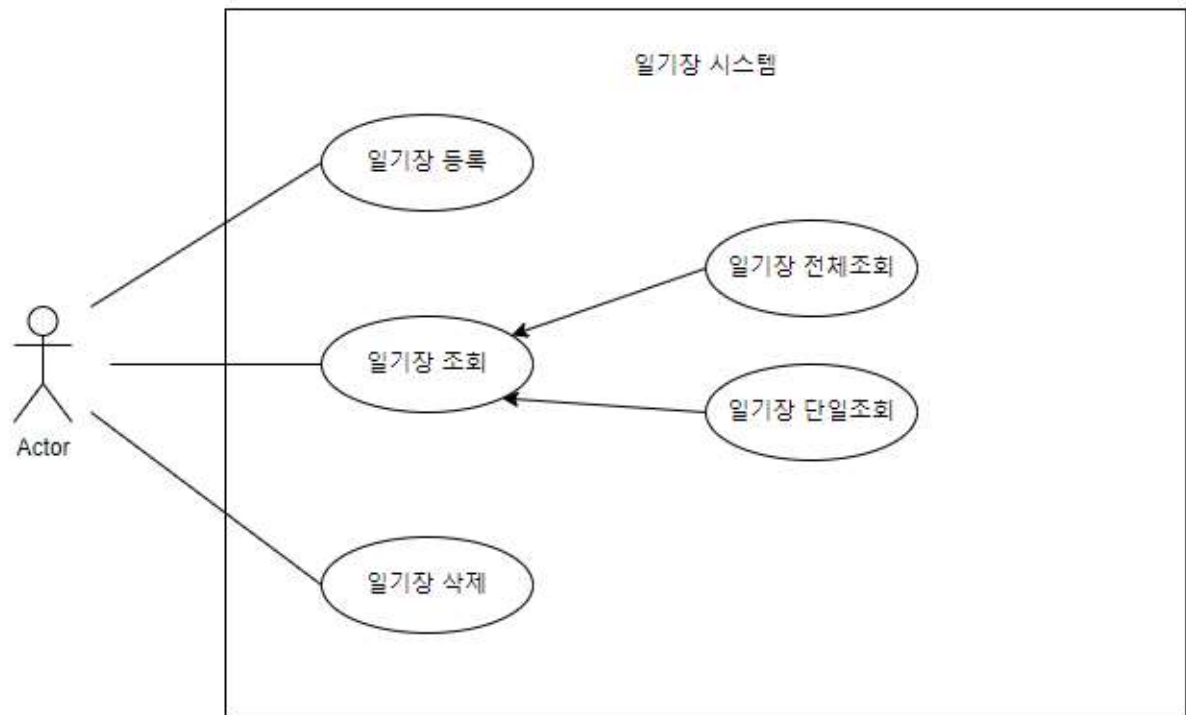 일기장 시스템
일기장 등록
일기장 전체조회
일기장 조회
일기장 단일조회
Actor
일기장 삭제